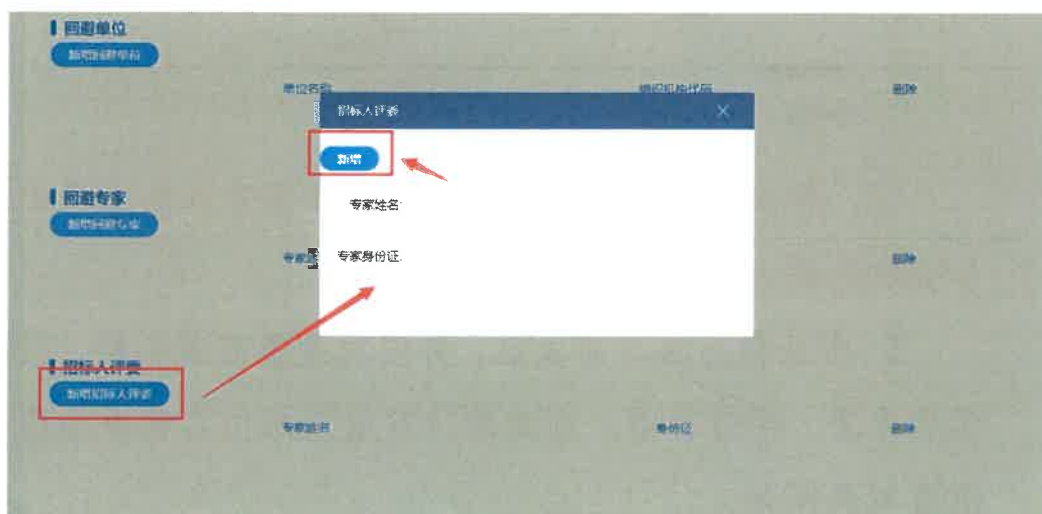 回避单位
新增回避单位
单位名称
组织机构代码
删除
招标人评委
新增
专家姓名:
专家身份证:
回避专家
新增回避专家
删除
招标人评委
新增招标人评委
专家姓名
身份证
删除